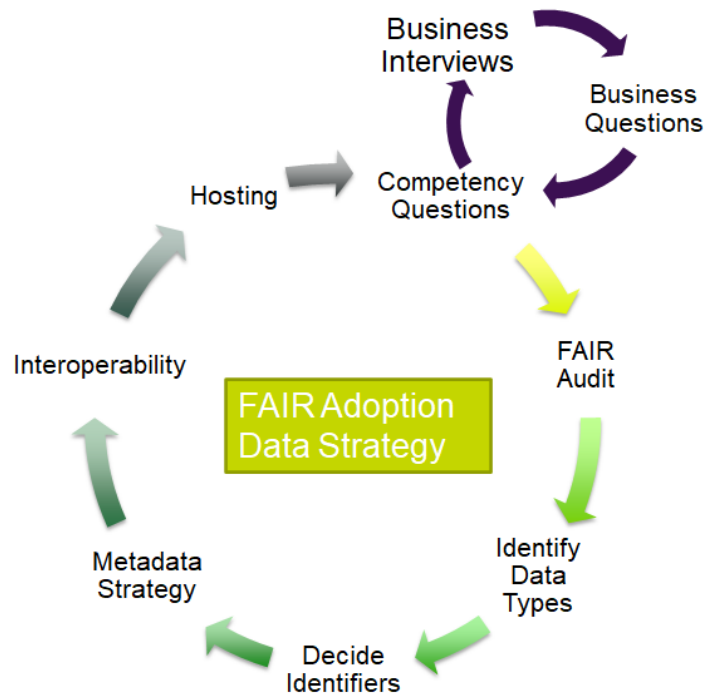 Business
Interviews
Business
Questions
Competency
Questions
Hosting
FAIR
Audit
Interoperability
FAIR Adoption
Data Strategy
Identify
Data
Types
Metadata
Strategy
Decide
Identifiers